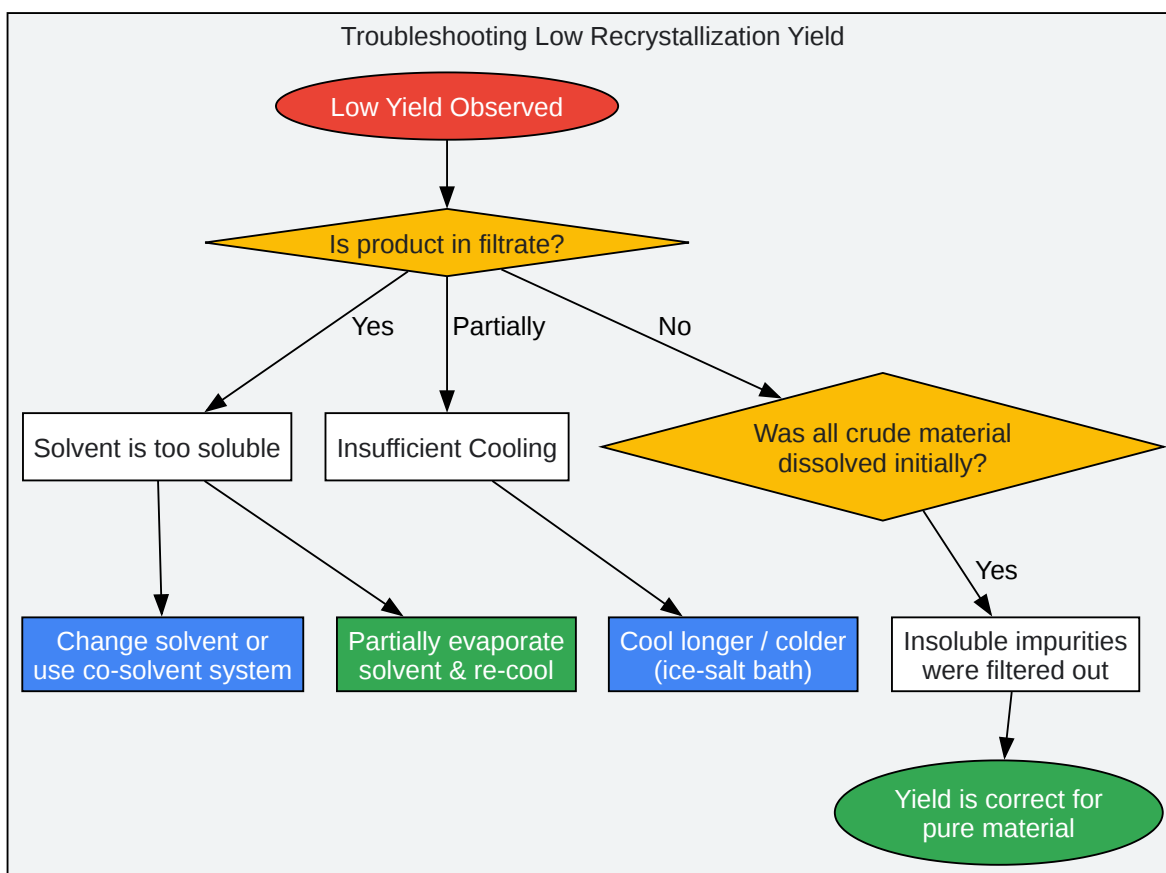 Troubleshooting Low Recrystallization Yield
Low Yield Observed
Is product in filtrate?
Yes
Partially
No
Solvent is too soluble
Insufficient Cooling
Was all crude material
dissolved initially?
Yes
Change solvent or
use co-solvent system
Partially evaporate
solvent & re-cool
Cool longer / colder
(ice-salt bath)
Insoluble impurities
were filtered out
Yield is correct for
pure material